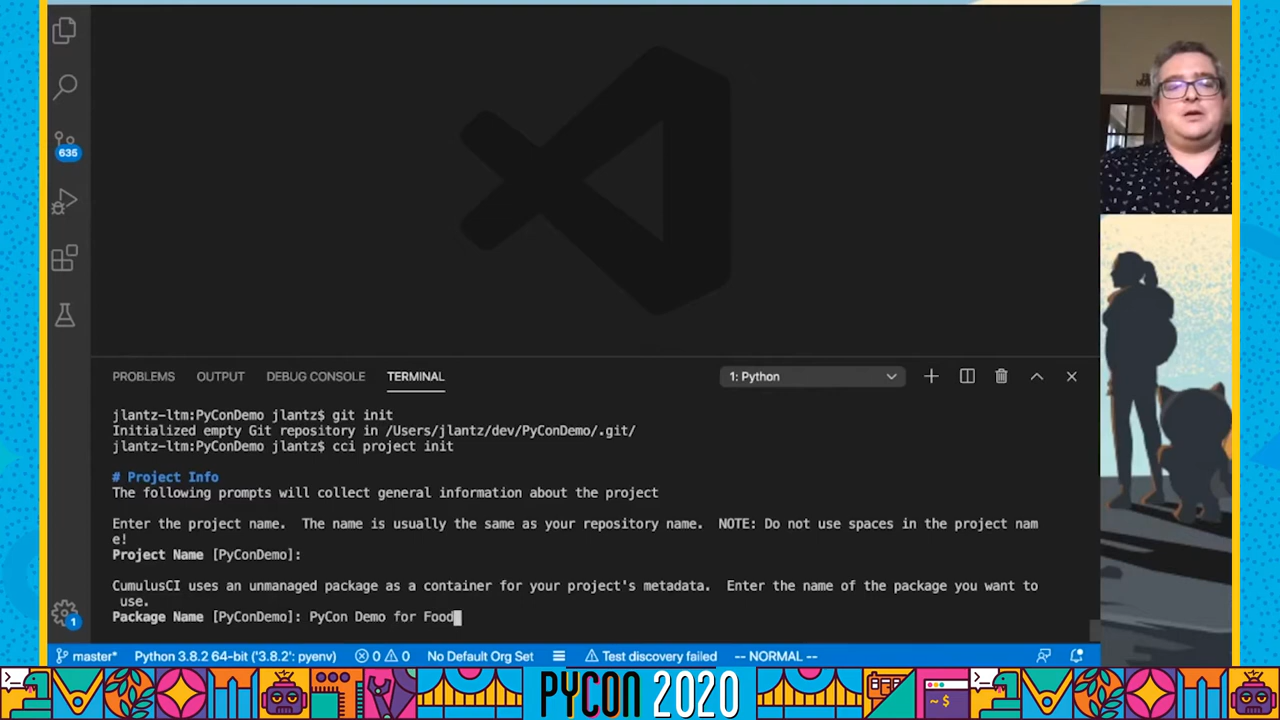 635
PROBLEMS OUTPUT DEBUG CONSOLE TERMINAL 1: Python
jlantz-ltm:PyConDemo jlantz$ git init
Initialized empty Git repository in /Users/jlantz/dev/PyConDemo/.git/
jlantz-ltm:PyConDemo jlantz$ cci project init
# Project Info
The following prompts will collect general information about the project
Enter the project name.  The name is usually the same as your repository name.  NOTE: Do not use spaces in the project nam
e!
Project Name [PyConDemo]:
CumulusCI uses an unmanaged package as a container for your project's metadata.  Enter the name of the package you want to
use.
Package Name [PyConDemo]: PyCon Demo for Food
1
master* Python 3.8.2 64-bit ('3.8.2': pyenv) 0 0 No Default Org Set Test discovery failed -- NORMAL --
PYCON 2020
~ $